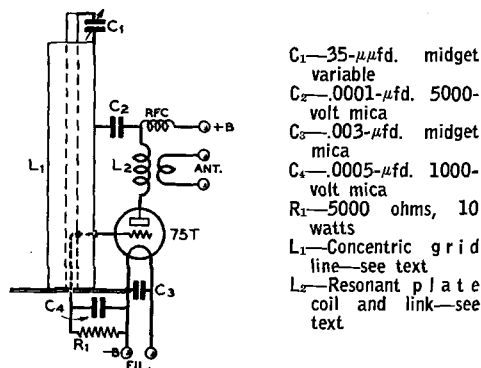 C₁
C₂
RFC
+B
L₁
L₂
ANT.
75T
C₃
C₄
R₁
-B
FIL.
C₁—35-μμfd. midget
variable
C₂—.0001-μfd. 5000-
volt mica
C₃—.003-μfd. midget
mica
C₄—.0005-μfd. 1000-
volt mica
R₁—5000 ohms, 10
watts
L₁—Concentric grid
line—see text
L₂—Resonant plate
coil and link—see
text